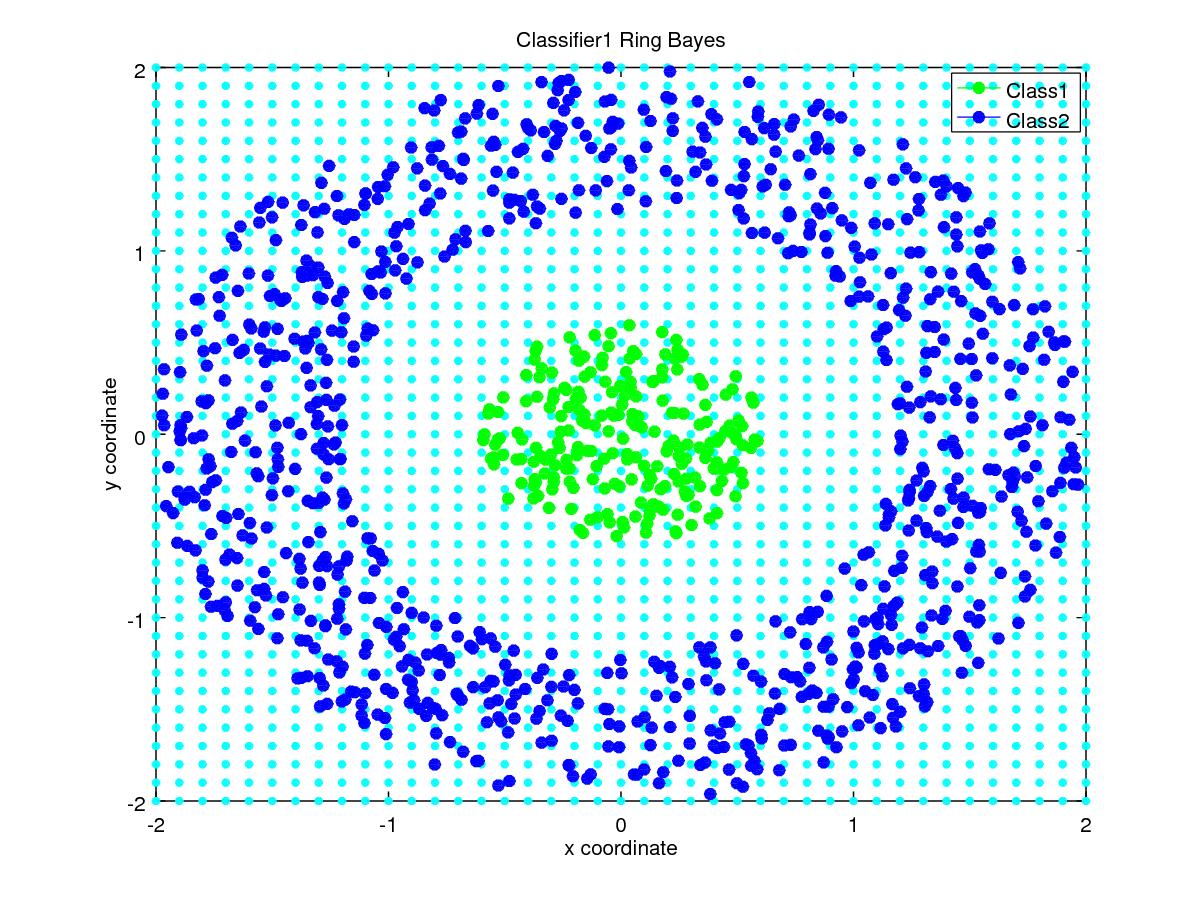 Classifier1 Ring Bayes
2
Class1
Class2
1
0
-1
-2
y coordinate
-2 -1 0 1 2
x coordinate